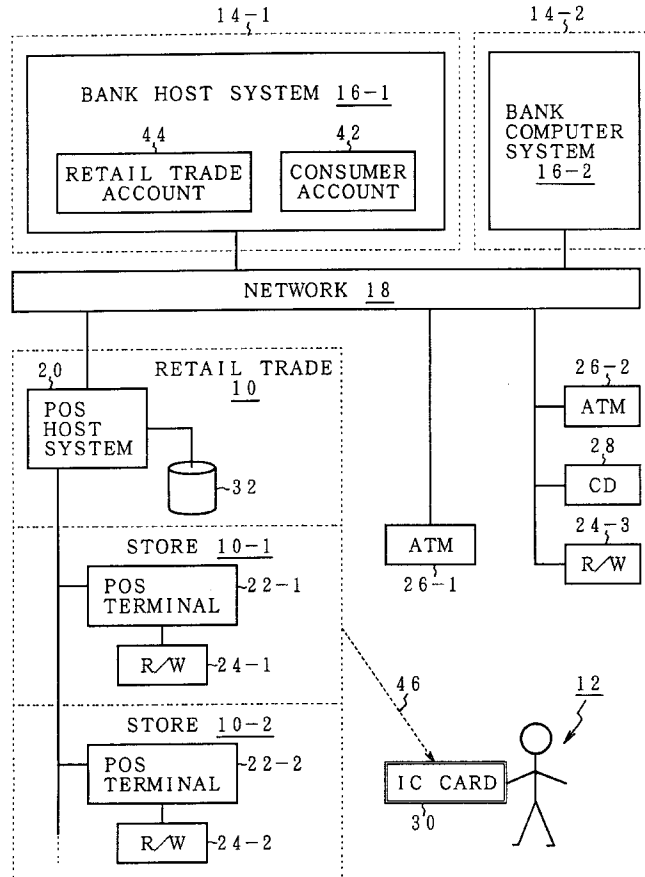 14-1
14-2
BANK HOST SYSTEM 16-1
44
42
RETAIL TRADE
ACCOUNT
CONSUMER
ACCOUNT
BANK
COMPUTER
SYSTEM
16-2
NETWORK 18
20
RETAIL TRADE
10
POS
HOST
SYSTEM
32
26-2
ATM
28
CD
24-3
R/W
ATM
26-1
STORE 10-1
POS
TERMINAL
22-1
R/W
24-1
46
12
STORE 10-2
POS
TERMINAL
22-2
IC CARD
30
R/W
24-2